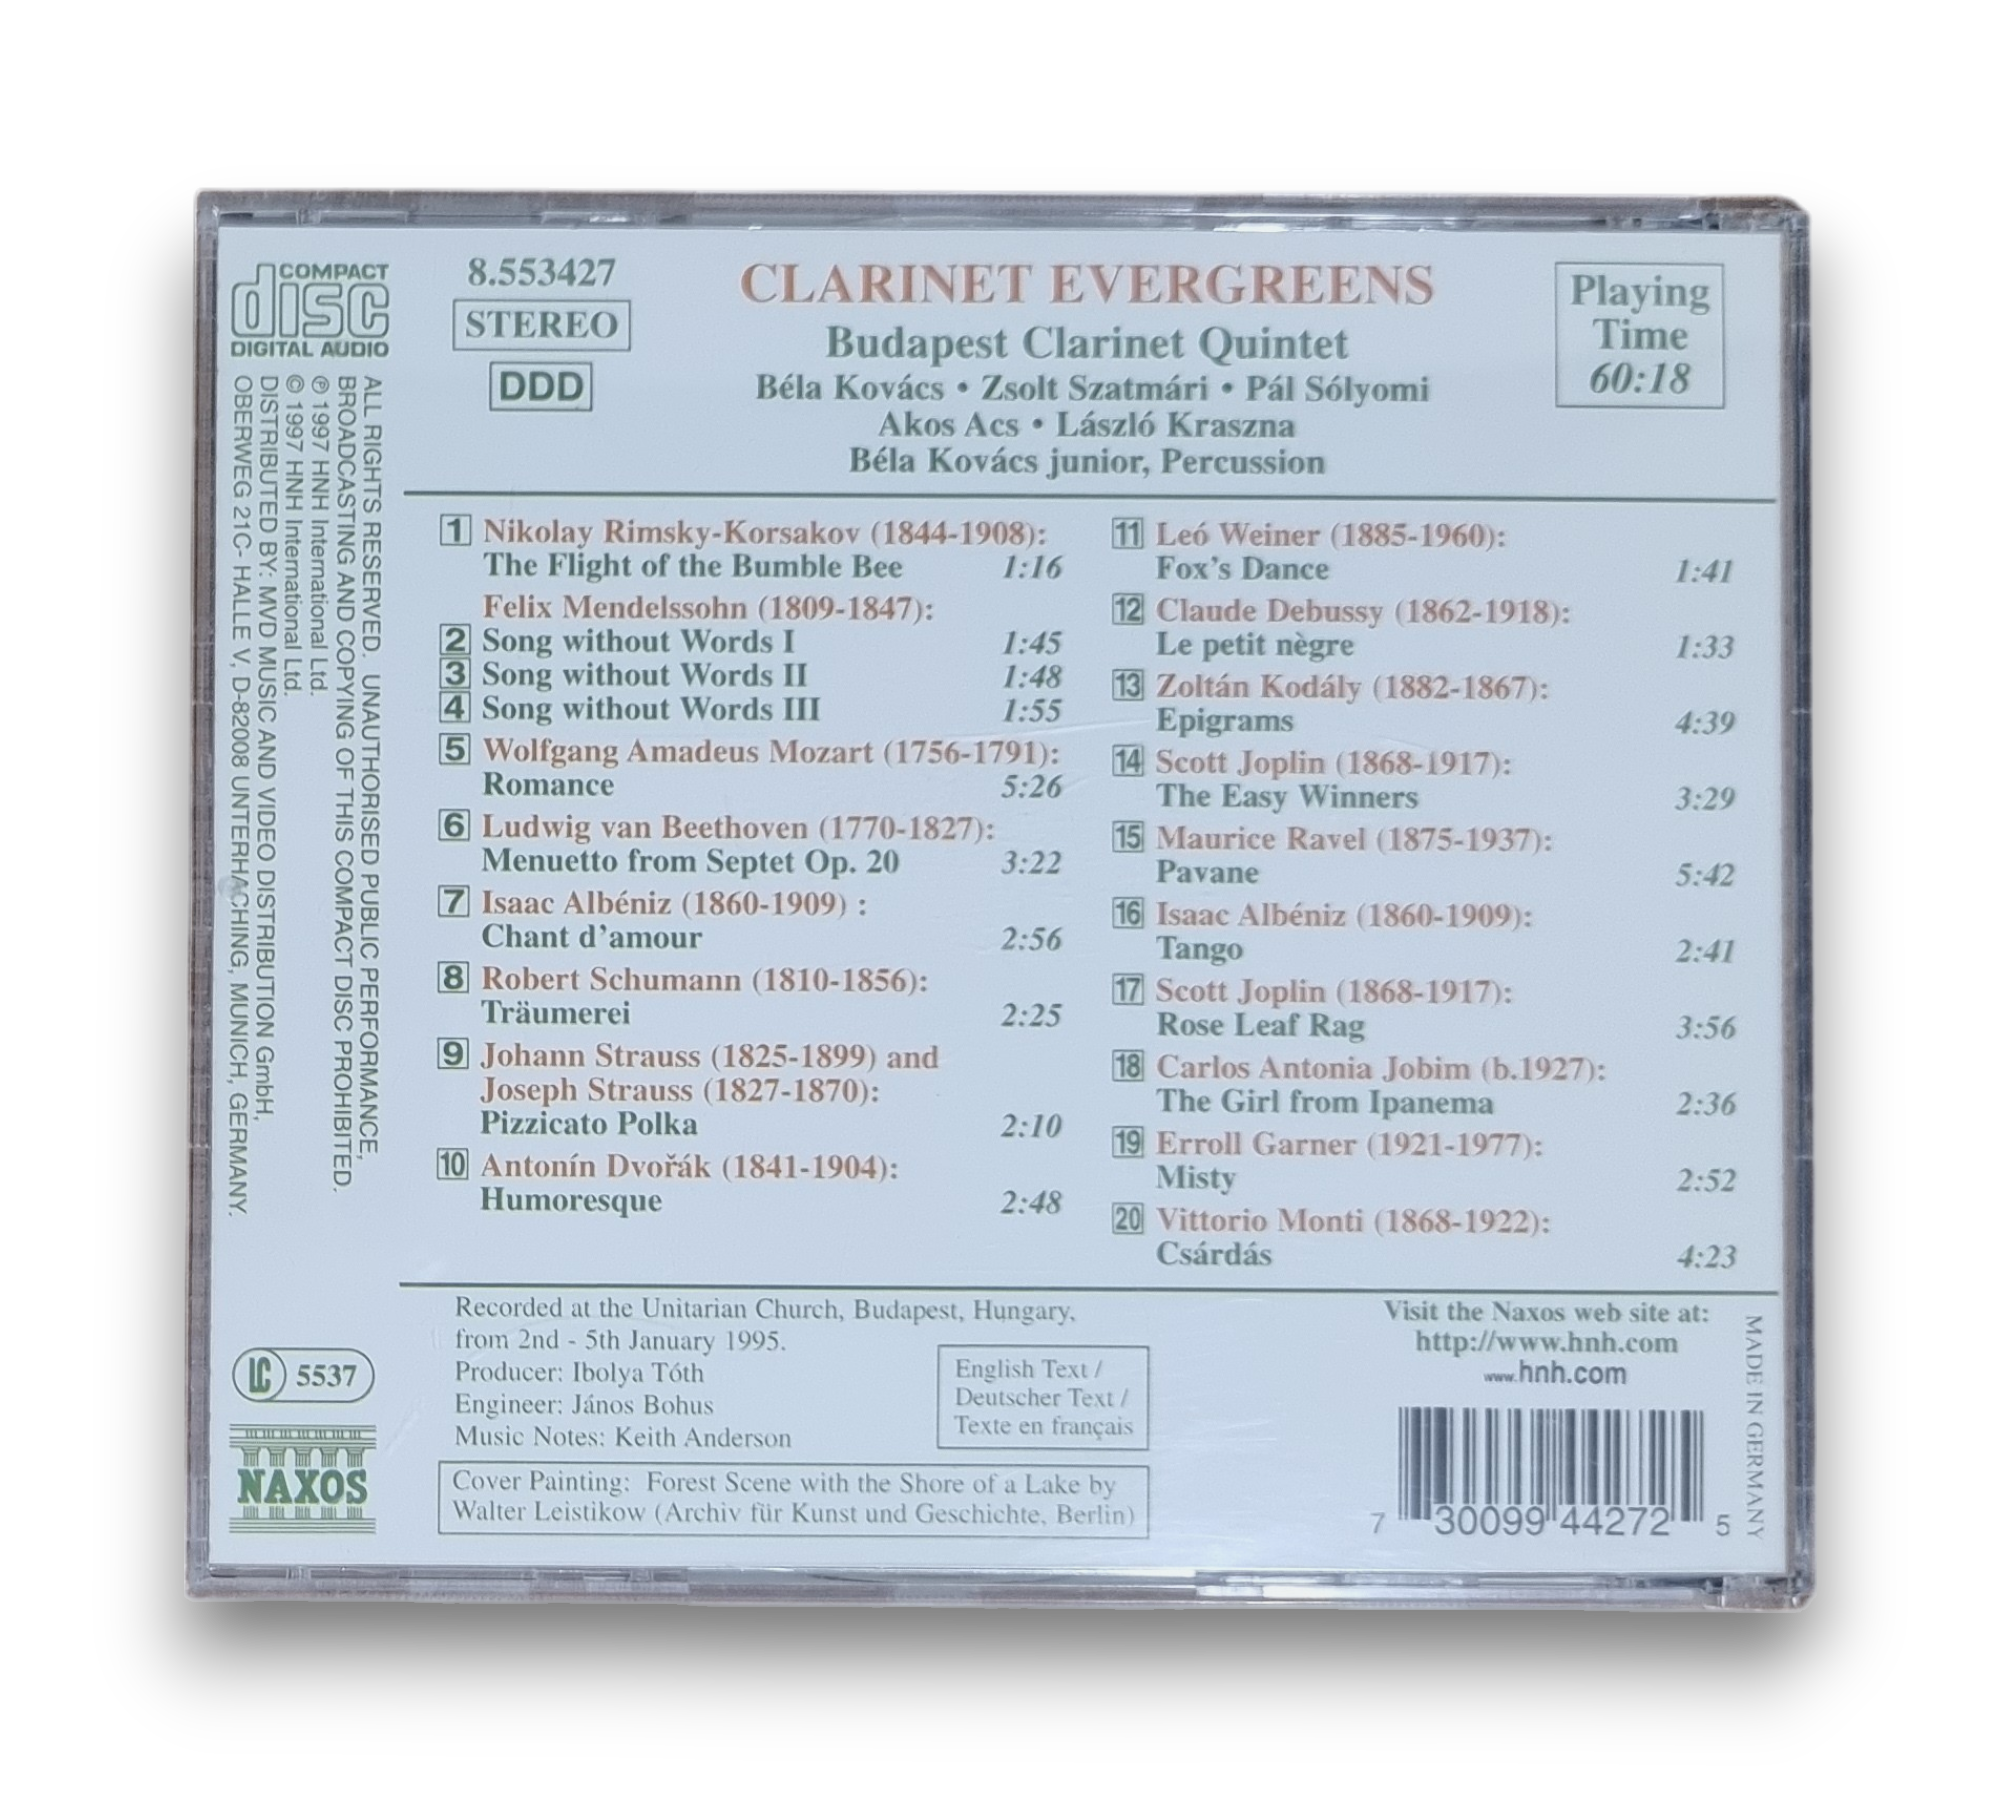 COMPACT
disc
DIGITAL AUDIO
8.553427
STEREO
DDD
CLARINET EVERGREENS
Budapest Clarinet Quintet
Béla Kovács • Zsolt Szatmári • Pál Sólyomi
Akos Acs • László Kraszna
Béla Kovács junior, Percussion
Playing
Time
60:18
ALL RIGHTS RESERVED. UNAUTHORISED PUBLIC PERFORMANCE,
BROADCASTING AND COPYING OF THIS COMPACT DISC PROHIBITED.
℗ 1997 HNH International Ltd.
© 1997 HNH International Ltd.
DISTRIBUTED BY: MVD MUSIC AND VIDEO DISTRIBUTION GmbH,
OBERWEG 21C- HALLE V, D-82008 UNTERHACHING, MUNICH, GERMANY.
1 Nikolay Rimsky-Korsakov (1844-1908):
The Flight of the Bumble Bee 1:16
Felix Mendelssohn (1809-1847):
2 Song without Words I 1:45
3 Song without Words II 1:48
4 Song without Words III 1:55
5 Wolfgang Amadeus Mozart (1756-1791):
Romance 5:26
6 Ludwig van Beethoven (1770-1827):
Menuetto from Septet Op. 20 3:22
7 Isaac Albéniz (1860-1909) :
Chant d'amour 2:56
8 Robert Schumann (1810-1856):
Träumerei 2:25
9 Johann Strauss (1825-1899) and
Joseph Strauss (1827-1870):
Pizzicato Polka 2:10
10 Antonín Dvořák (1841-1904):
Humoresque 2:48
11 Leó Weiner (1885-1960):
Fox's Dance 1:41
12 Claude Debussy (1862-1918):
Le petit nègre 1:33
13 Zoltán Kodály (1882-1867):
Epigrams 4:39
14 Scott Joplin (1868-1917):
The Easy Winners 3:29
15 Maurice Ravel (1875-1937):
Pavane 5:42
16 Isaac Albéniz (1860-1909):
Tango 2:41
17 Scott Joplin (1868-1917):
Rose Leaf Rag 3:56
18 Carlos Antonia Jobim (b.1927):
The Girl from Ipanema 2:36
19 Erroll Garner (1921-1977):
Misty 2:52
20 Vittorio Monti (1868-1922):
Csárdás 4:23
LC 5537
NAXOS
Recorded at the Unitarian Church, Budapest, Hungary,
from 2nd - 5th January 1995.
Producer: Ibolya Tóth
Engineer: János Bohus
Music Notes: Keith Anderson
English Text /
Deutscher Text /
Texte en français
Cover Painting: Forest Scene with the Shore of a Lake by
Walter Leistikow (Archiv für Kunst und Geschichte, Berlin)
Visit the Naxos web site at:
http://www.hnh.com
www.hnh.com
7 30099 44272 5
MADE IN GERMANY